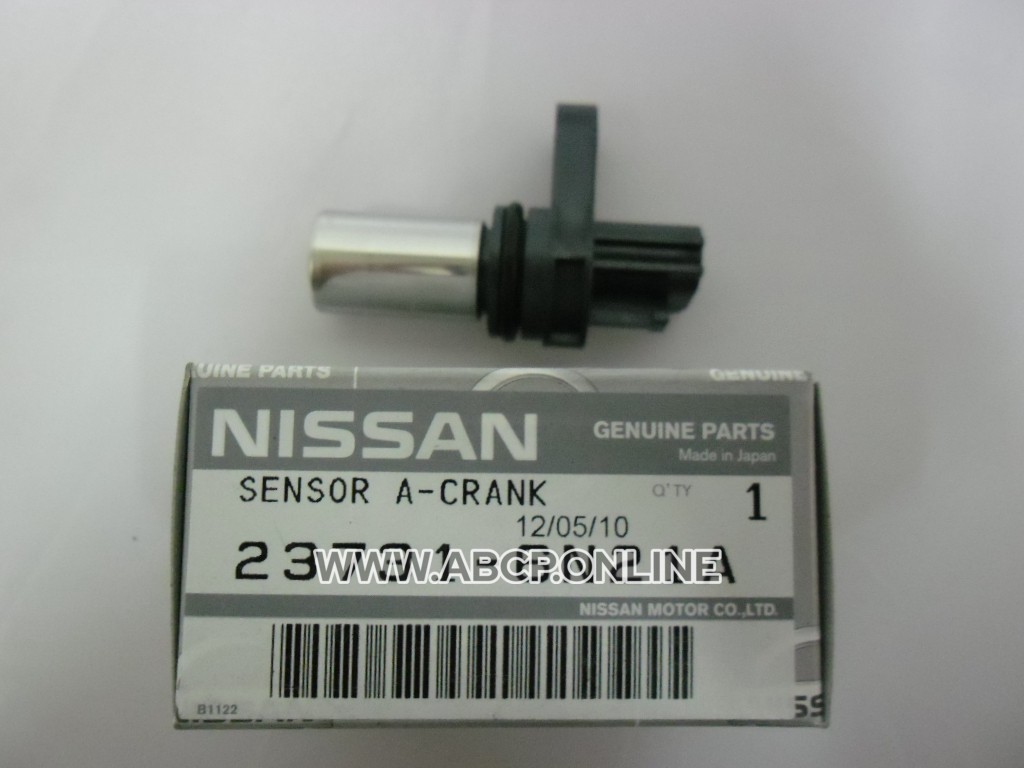 UINE PARTS
GENUINE
NISSAN
GENUINE PARTS
Made in Japan
SENSOR A-CRANK
Q'TY 1
12/05/10
WWW.ABCP.ONLINE
NISSAN MOTOR CO.,LTD.
B1122